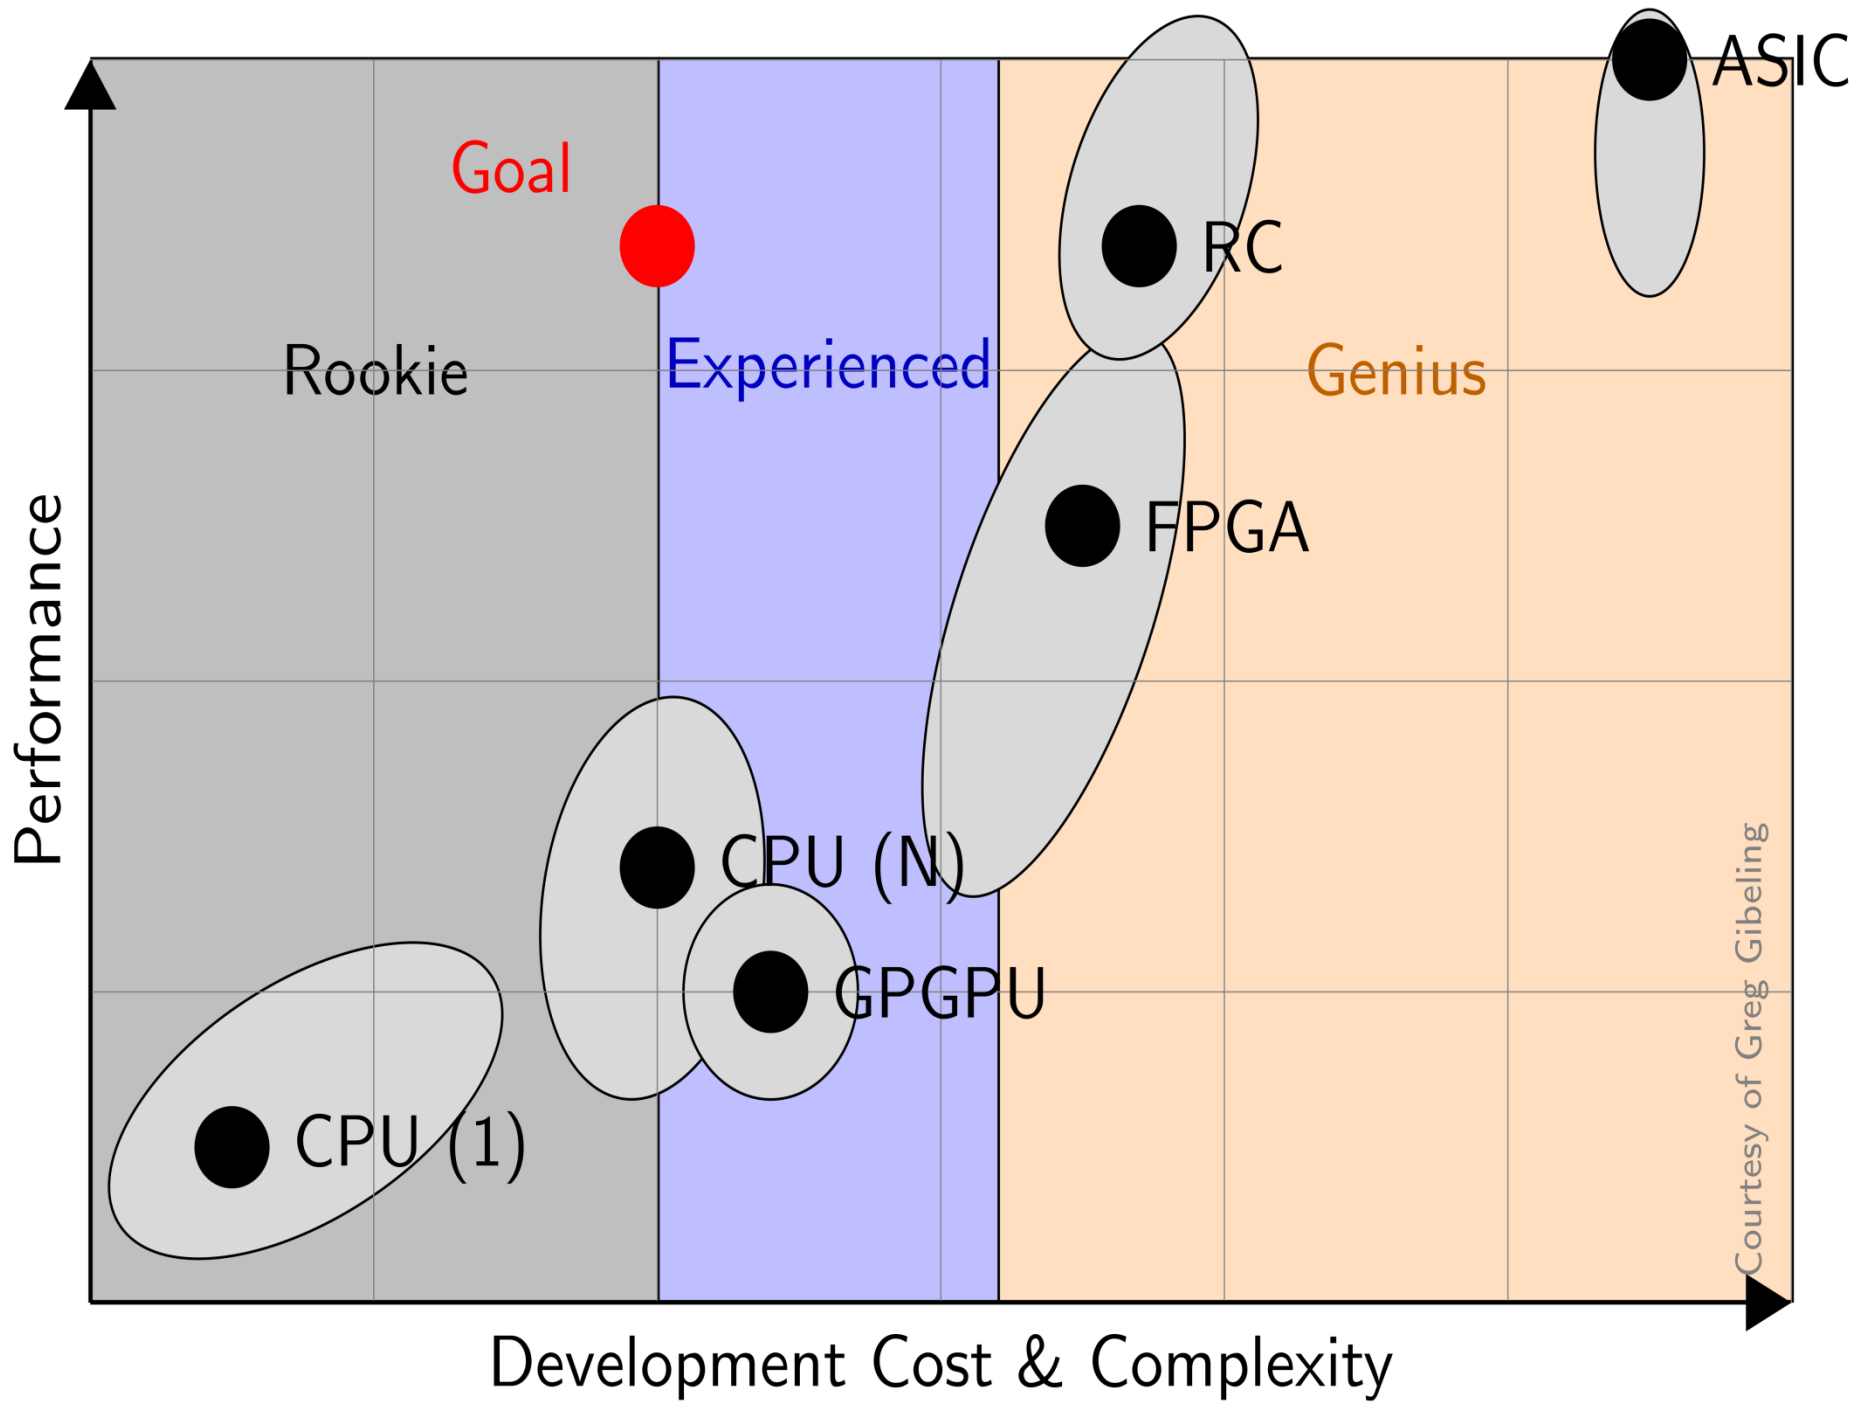 ASIC
Goal
RC
Rookie
Experienced
Genius
FPGA
Performance
CPU (N)
GPGPU
CPU (1)
Courtesy of Greg Gibeling
Development Cost & Complexity